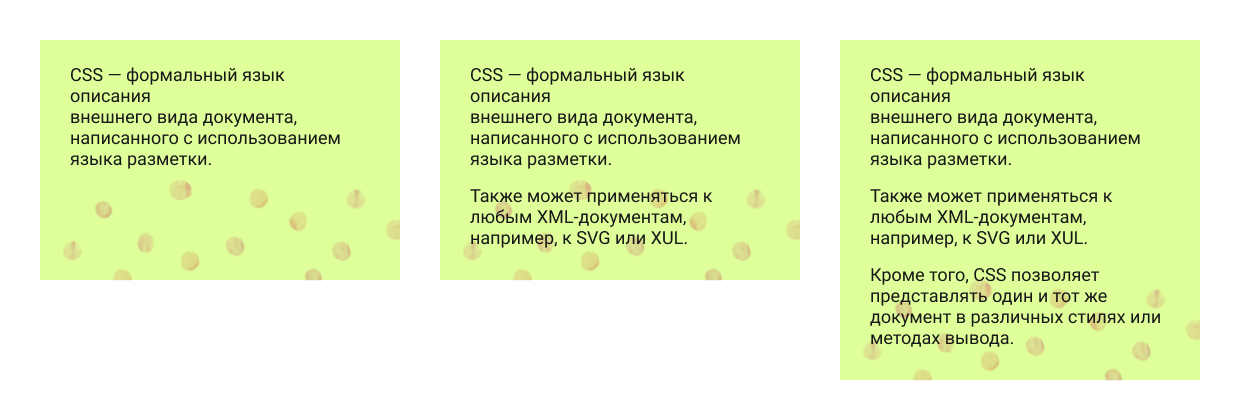 CSS — формальный язык
описания
внешнего вида документа,
написанного с использованием
языка разметки.
CSS — формальный язык
описания
внешнего вида документа,
написанного с использованием
языка разметки.
Также может применяться к
любым XML-документам,
например, к SVG или XUL.
CSS — формальный язык
описания
внешнего вида документа,
написанного с использованием
языка разметки.
Также может применяться к
любым XML-документам,
например, к SVG или XUL.
Кроме того, CSS позволяет
представлять один и тот же
документ в различных стилях или
методах вывода.